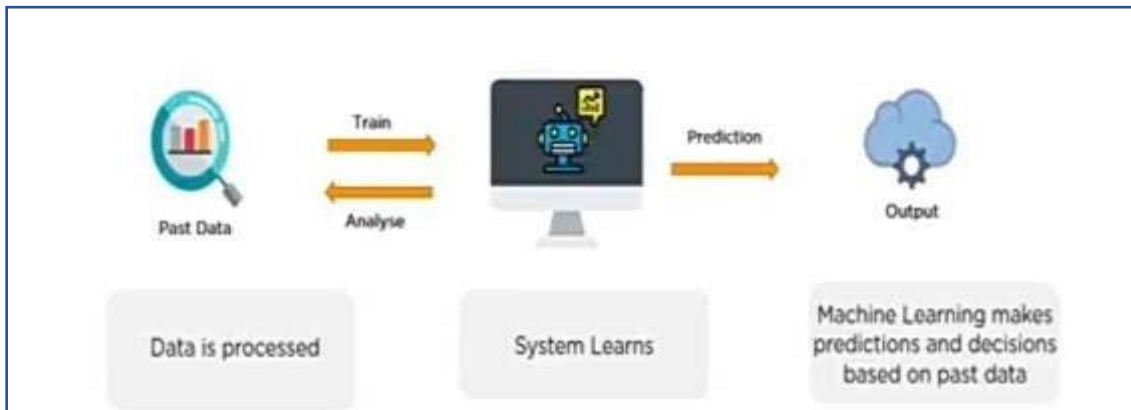 Train
Prediction
Past Data
Analyse
Output
Data is processed
System Learns
Machine Learning makes
predictions and decisions
based on past data